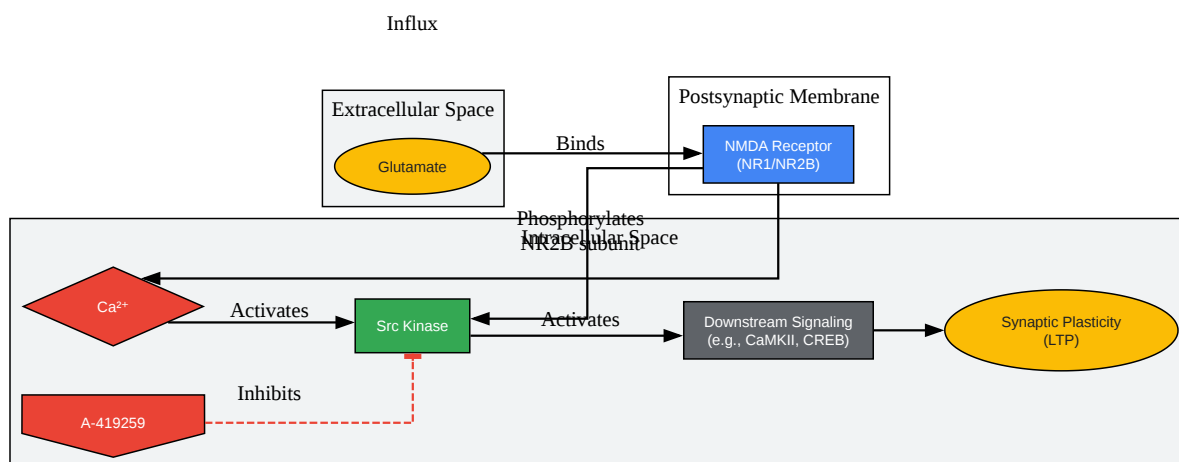 Influx
Extracellular Space
Postsynaptic Membrane
Glutamate
Binds
NMDA Receptor
(NR1/NR2B)
Phosphorylates
NR2B subunit
Intracellular Space
Ca²⁺
Activates
Src Kinase
Activates
Downstream Signaling
(e.g., CaMKII, CREB)
Synaptic Plasticity
(LTP)
Inhibits
A-419259